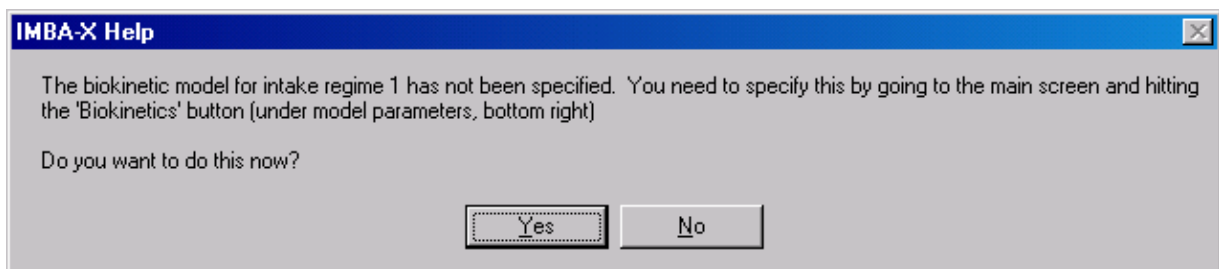 IMBA-X Help
The biokinetic model for intake regime 1 has not been specified.  You need to specify this by going to the main screen and hitting
the 'Biokinetics' button (under model parameters, bottom right)
Do you want to do this now?
Yes
No